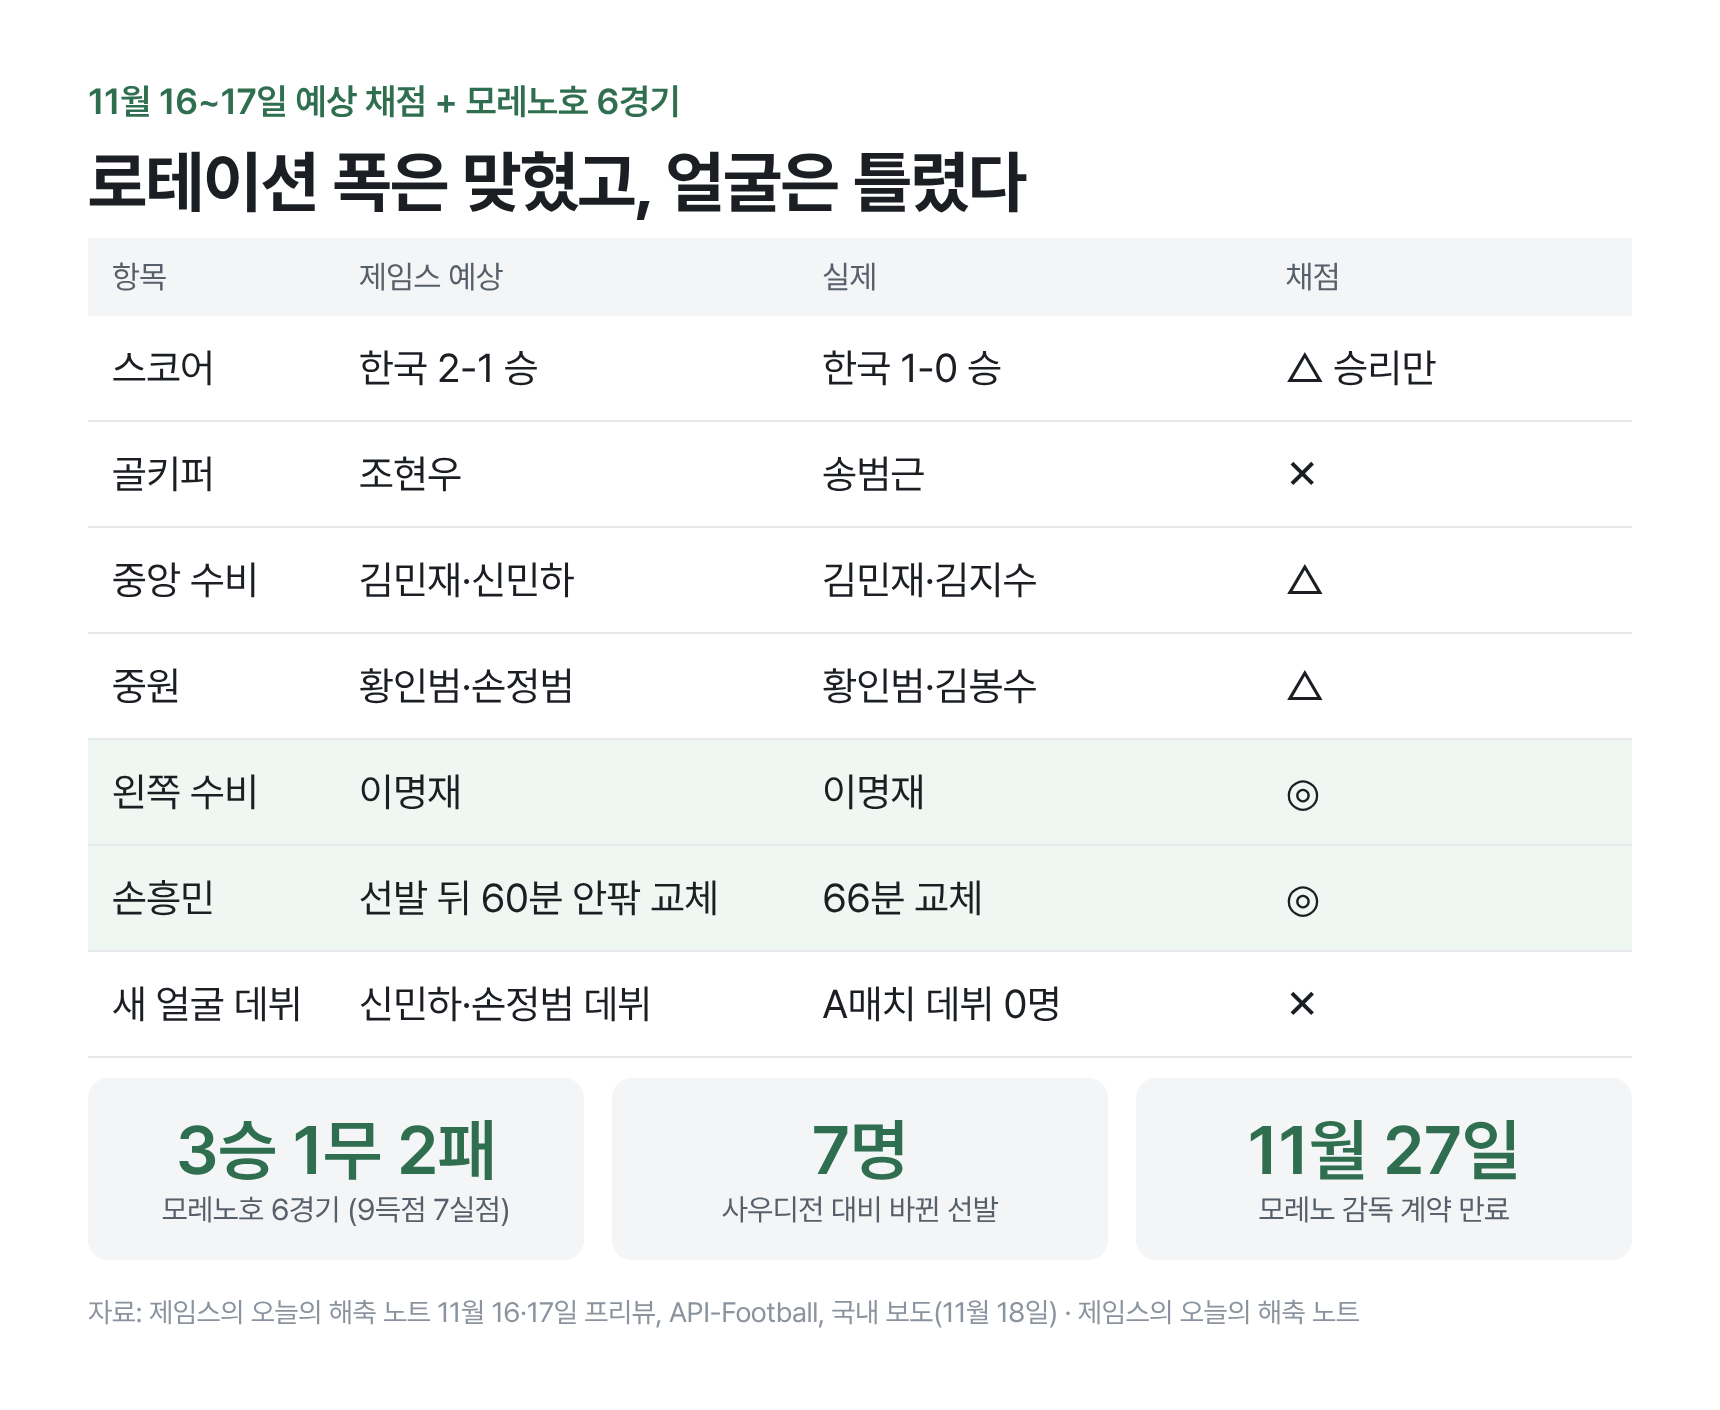 11월 16~17일 예상 채점 + 모레노호 6경기
로테이션 폭은 맞혔고, 얼굴은 틀렸다
항목 제임스 예상 실제 채점
스코어 한국 2-1 승 한국 1-0 승 △ 승리만
골키퍼 조현우 송범근 ✕
중앙 수비 김민재·신민하 김민재·김지수 △
중원 황인범·손정범 황인범·김봉수 △
왼쪽 수비 이명재 이명재 ◎
손흥민 선발 뒤 60분 안팎 교체 66분 교체 ◎
새 얼굴 데뷔 신민하·손정범 데뷔 A매치 데뷔 0명 ✕
3승 1무 2패 7명 11월 27일
모레노호 6경기 (9득점 7실점) 사우디전 대비 바뀐 선발 모레노 감독 계약 만료
자료: 제임스의 오늘의 해축 노트 11월 16·17일 프리뷰, API-Football, 국내 보도(11월 18일) · 제임스의 오늘의 해축 노트